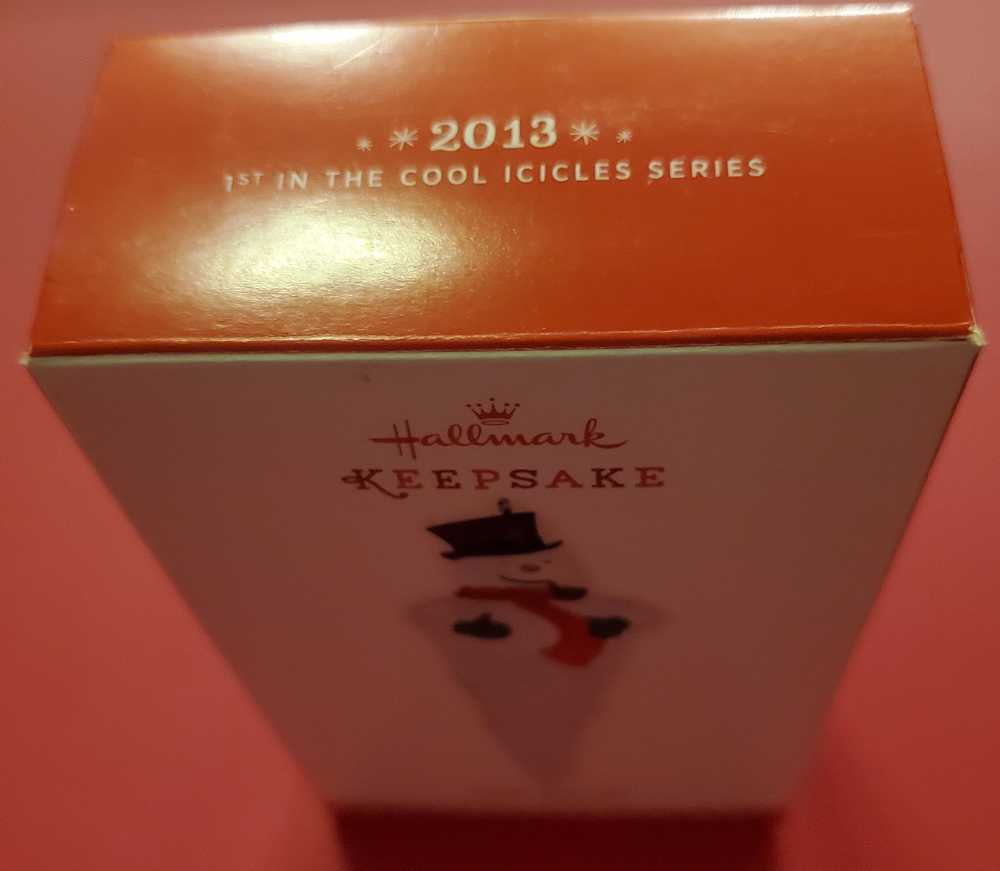 2013
1ST IN THE COOL ICICLES SERIES
Hallmark
KEEPSAKE